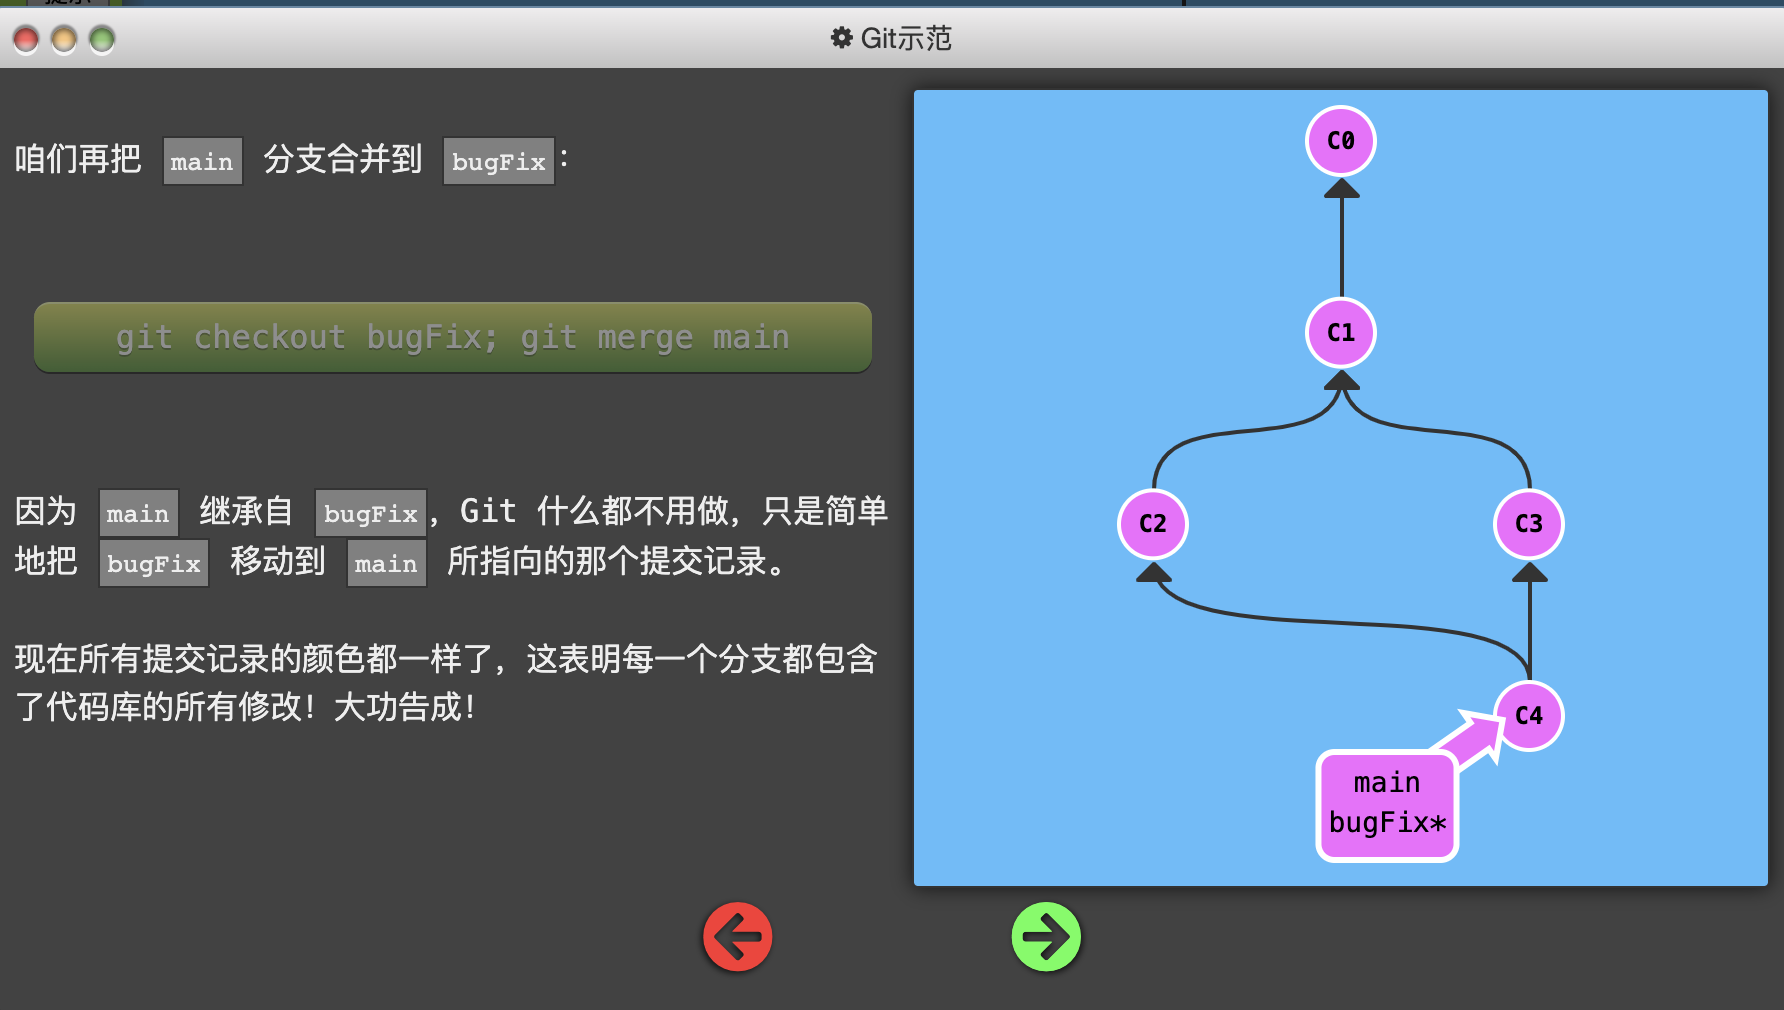 Git示范
咱们再把 main 分支合并到 bugFix：
git checkout bugFix; git merge main
因为 main 继承自 bugFix，Git 什么都不用做，只是简单
地把 bugFix 移动到 main 所指向的那个提交记录。
现在所有提交记录的颜色都一样了，这表明每一个分支都包含
了代码库的所有修改！大功告成！
C0
C1
C2
C3
C4
main
bugFix*